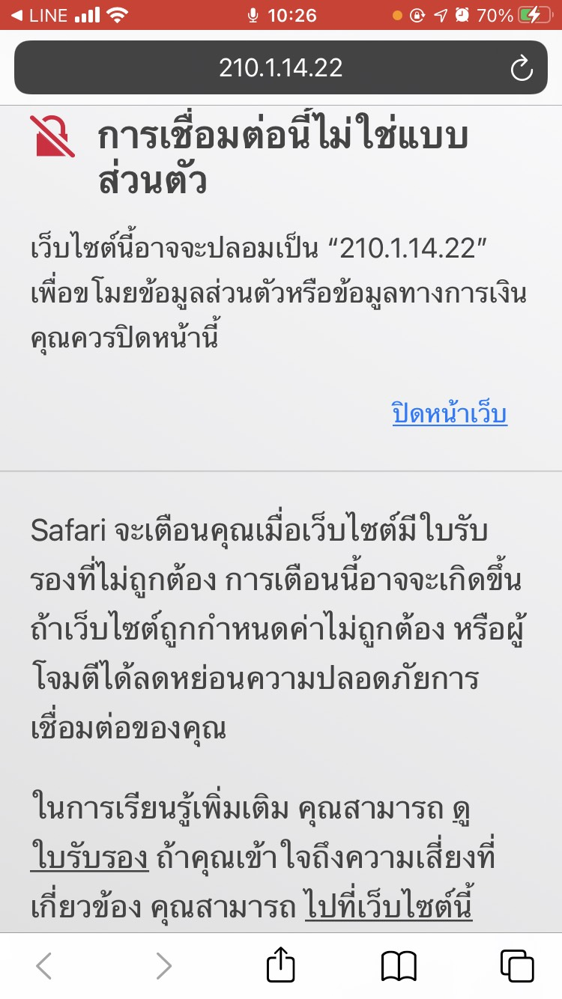 LINE 10:26 70%
210.1.14.22
การเชื่อมต่อนี้ไม่ใช่แบบ
ส่วนตัว
เว็บไซต์นี้อาจจะปลอมเป็น “210.1.14.22”
เพื่อขโมยข้อมูลส่วนตัวหรือข้อมูลทางการเงิน
คุณควรปิดหน้านี้
ปิดหน้าเว็บ
Safari จะเตือนคุณเมื่อเว็บไซต์มีใบรับ
รองที่ไม่ถูกต้อง การเตือนนี้อาจจะเกิดขึ้น
ถ้าเว็บไซต์ถูกกำหนดค่าไม่ถูกต้อง หรือผู้
โจมตีได้ลดหย่อนความปลอดภัยการ
เชื่อมต่อของคุณ
ในการเรียนรู้เพิ่มเติม คุณสามารถ ดู
ใบรับรอง ถ้าคุณเข้าใจถึงความเสี่ยงที่
เกี่ยวข้อง คุณสามารถ ไปที่เว็บไซต์นี้